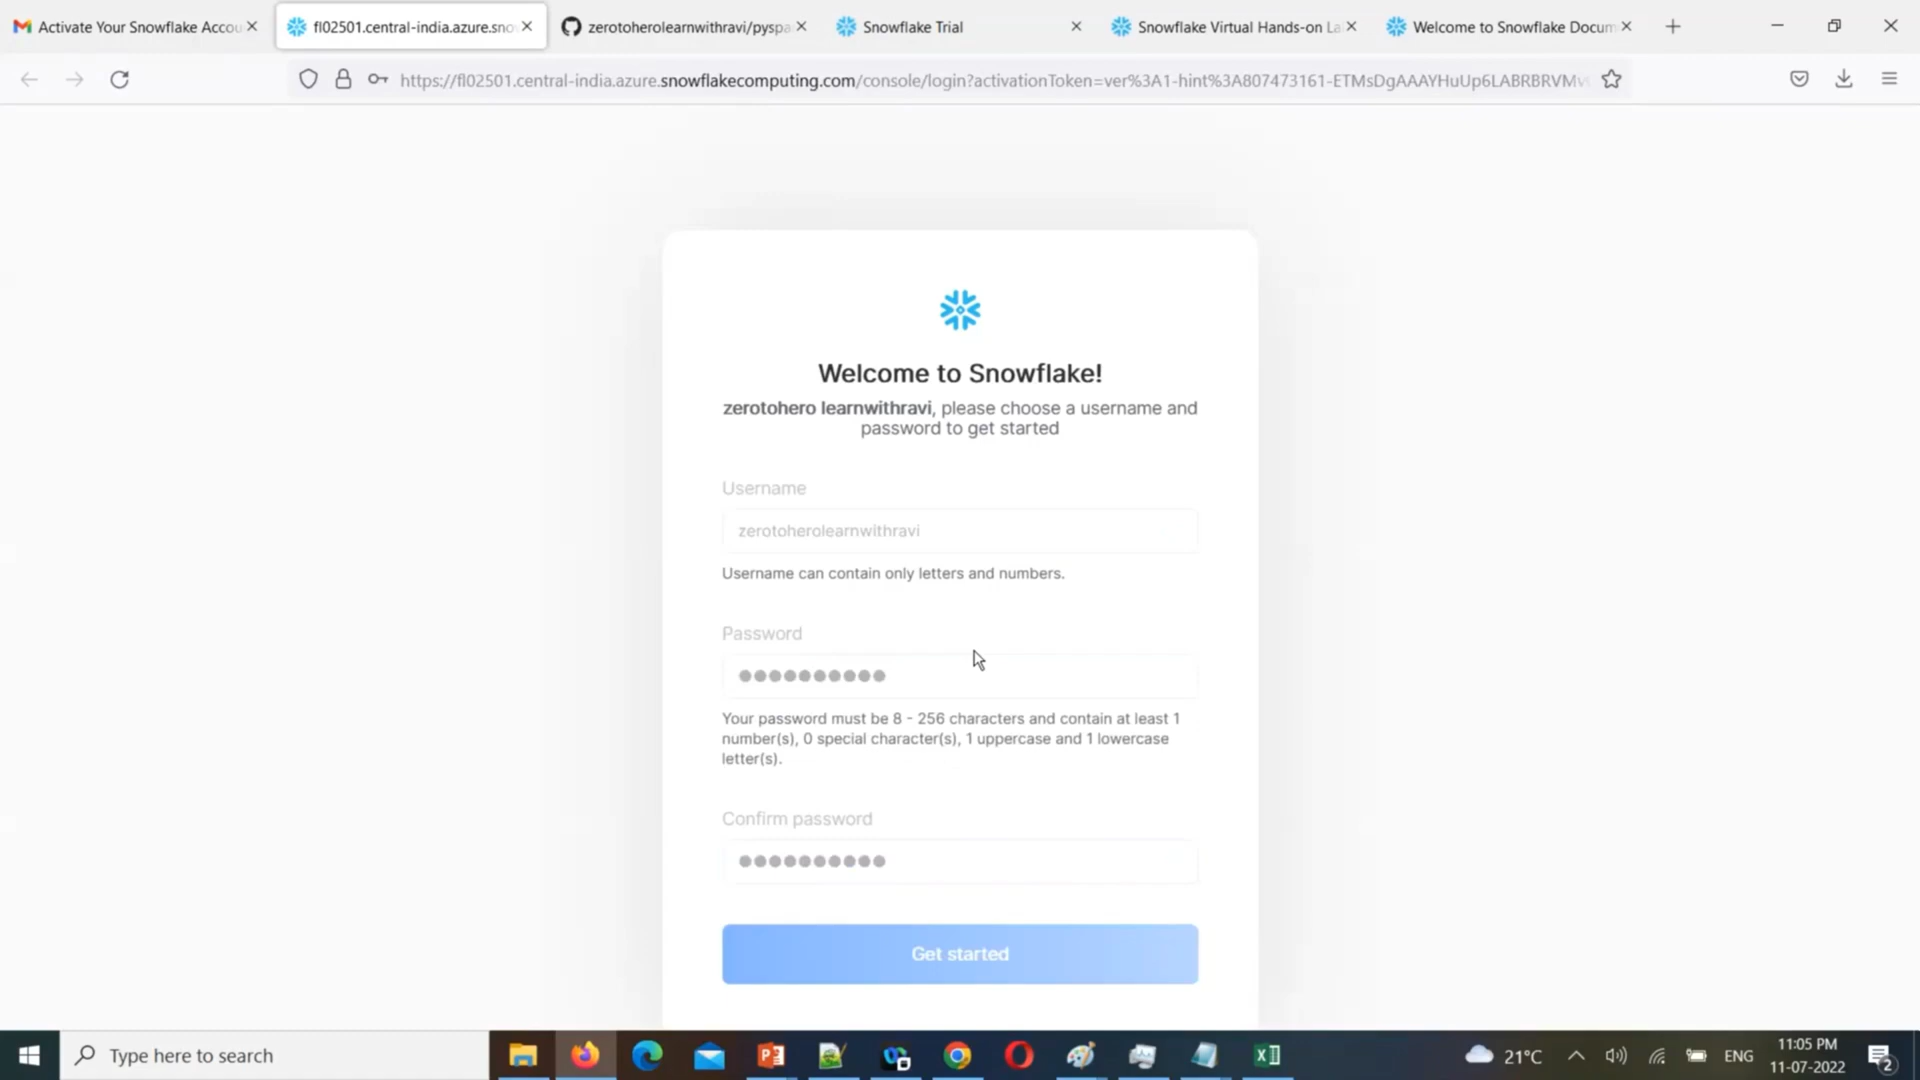 Activate Your Snowflake Accou
fl02501.central-india.azure.sno
zerotoherolearnwithravi/pyspa
Snowflake Trial
Snowflake Virtual Hands-on La
Welcome to Snowflake Docum
https://fl02501.central-india.azure.snowflakecomputing.com/console/login?activationToken=ver%3A1-hint%3A807473161-ETMsDgAAAYHuUp6LABRBRVMv
Welcome to Snowflake!
zerotohero learnwithravi, please choose a username and
password to get started
Username
zerotoherolearnwithravi
Username can contain only letters and numbers.
Password
Your password must be 8 - 256 characters and contain at least 1
number(s), 0 special character(s), 1 uppercase and 1 lowercase
letter(s).
Confirm password
Get started
Type here to search
21°C
ENG
11:05 PM
11-07-2022
2